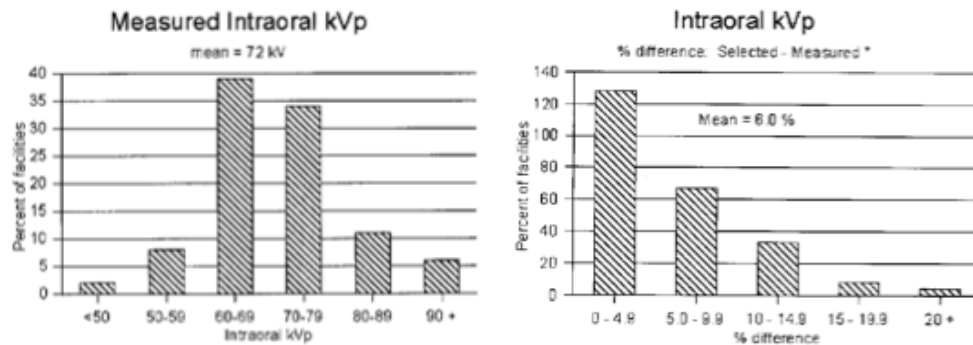 Measured Intraoral kVp
mean = 72 kV
Percent of facilities
40
35
30
25
20
15
10
5
0
<50
50-59
60-69
70-79
80-89
90 +
Intraoral kVp
Intraoral kVp
% difference: Selected - Measured *
Mean = 6.0 %
Percent of facilities
140
120
100
80
60
40
20
0
0 - 4.9
5.0 - 9.9
10 - 14.9
15 - 19.9
20 +
% difference